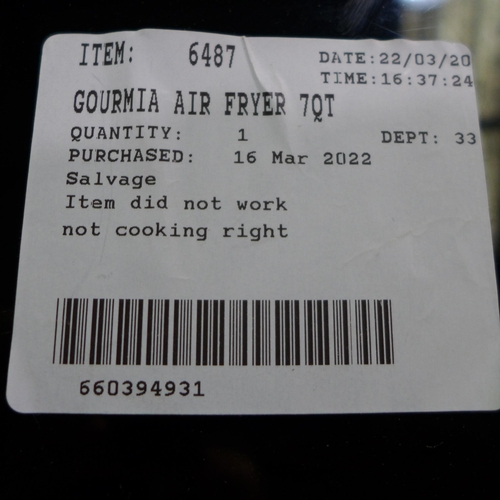 ITEM: 6487 DATE:22/03/20
TIME:16:37:24
GOURMIA AIR FRYER 7QT
QUANTITY: 1 DEPT: 33
PURCHASED: 16 Mar 2022
Salvage
Item did not work
not cooking right
660394931